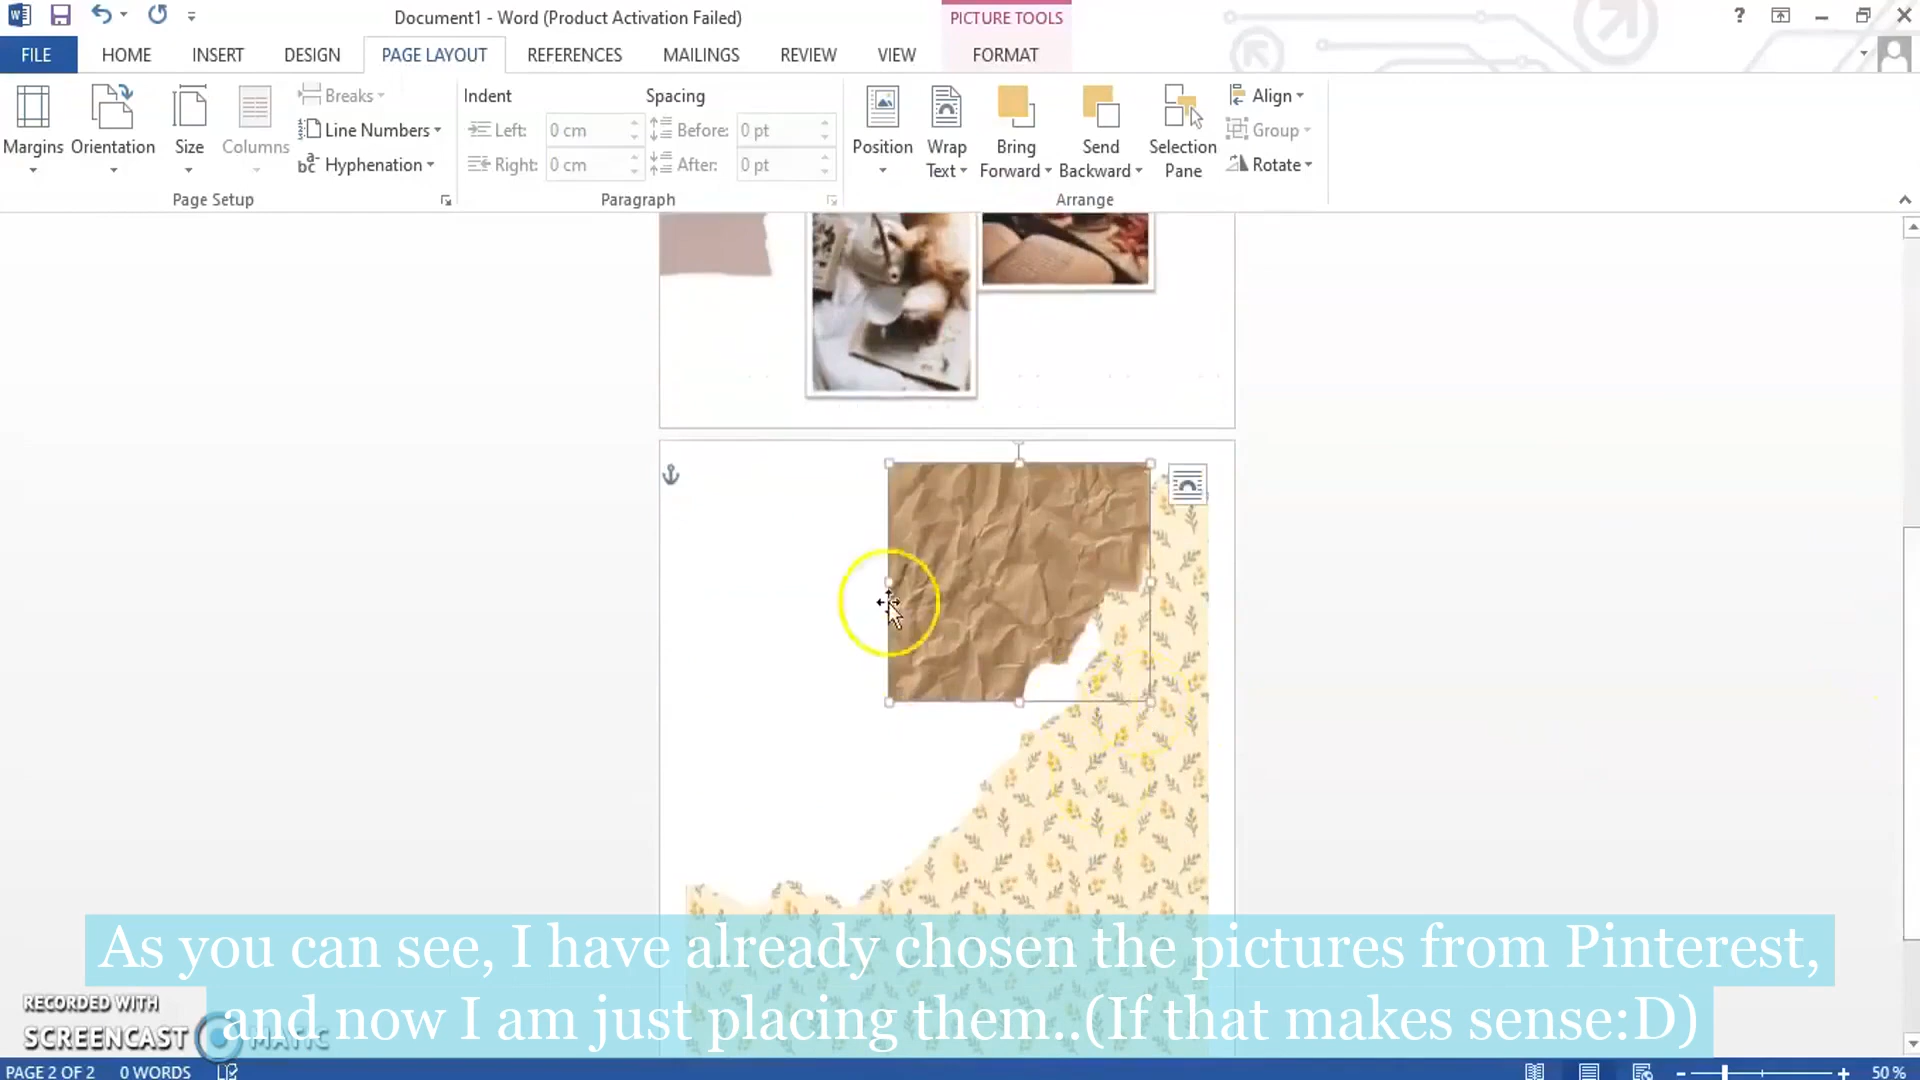 Document1 - Word (Product Activation Failed)
PICTURE TOOLS
FILE HOME INSERT DESIGN PAGE LAYOUT REFERENCES MAILINGS REVIEW VIEW FORMAT
Margins
Orientation
Size
Columns
Breaks
Line Numbers
Hyphenation
Page Setup
Indent
Left: 0 cm
Right: 0 cm
Spacing
Before: 0 pt
After: 0 pt
Paragraph
Position
Wrap
Text
Bring
Forward
Send
Backward
Selection
Pane
Align
Group
Rotate
Arrange
As you can see, I have already chosen the pictures from Pinterest,
and now I am just placing them..(If that makes sense:D)
RECORDED WITH
SCREENCAST MATIC
PAGE 2 OF 2 0 WORDS
50 %